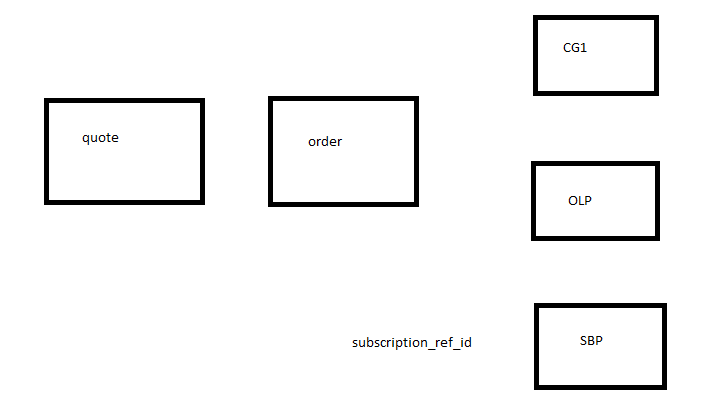 CG1
quote
order
OLP
subscription_ref_id
SBP